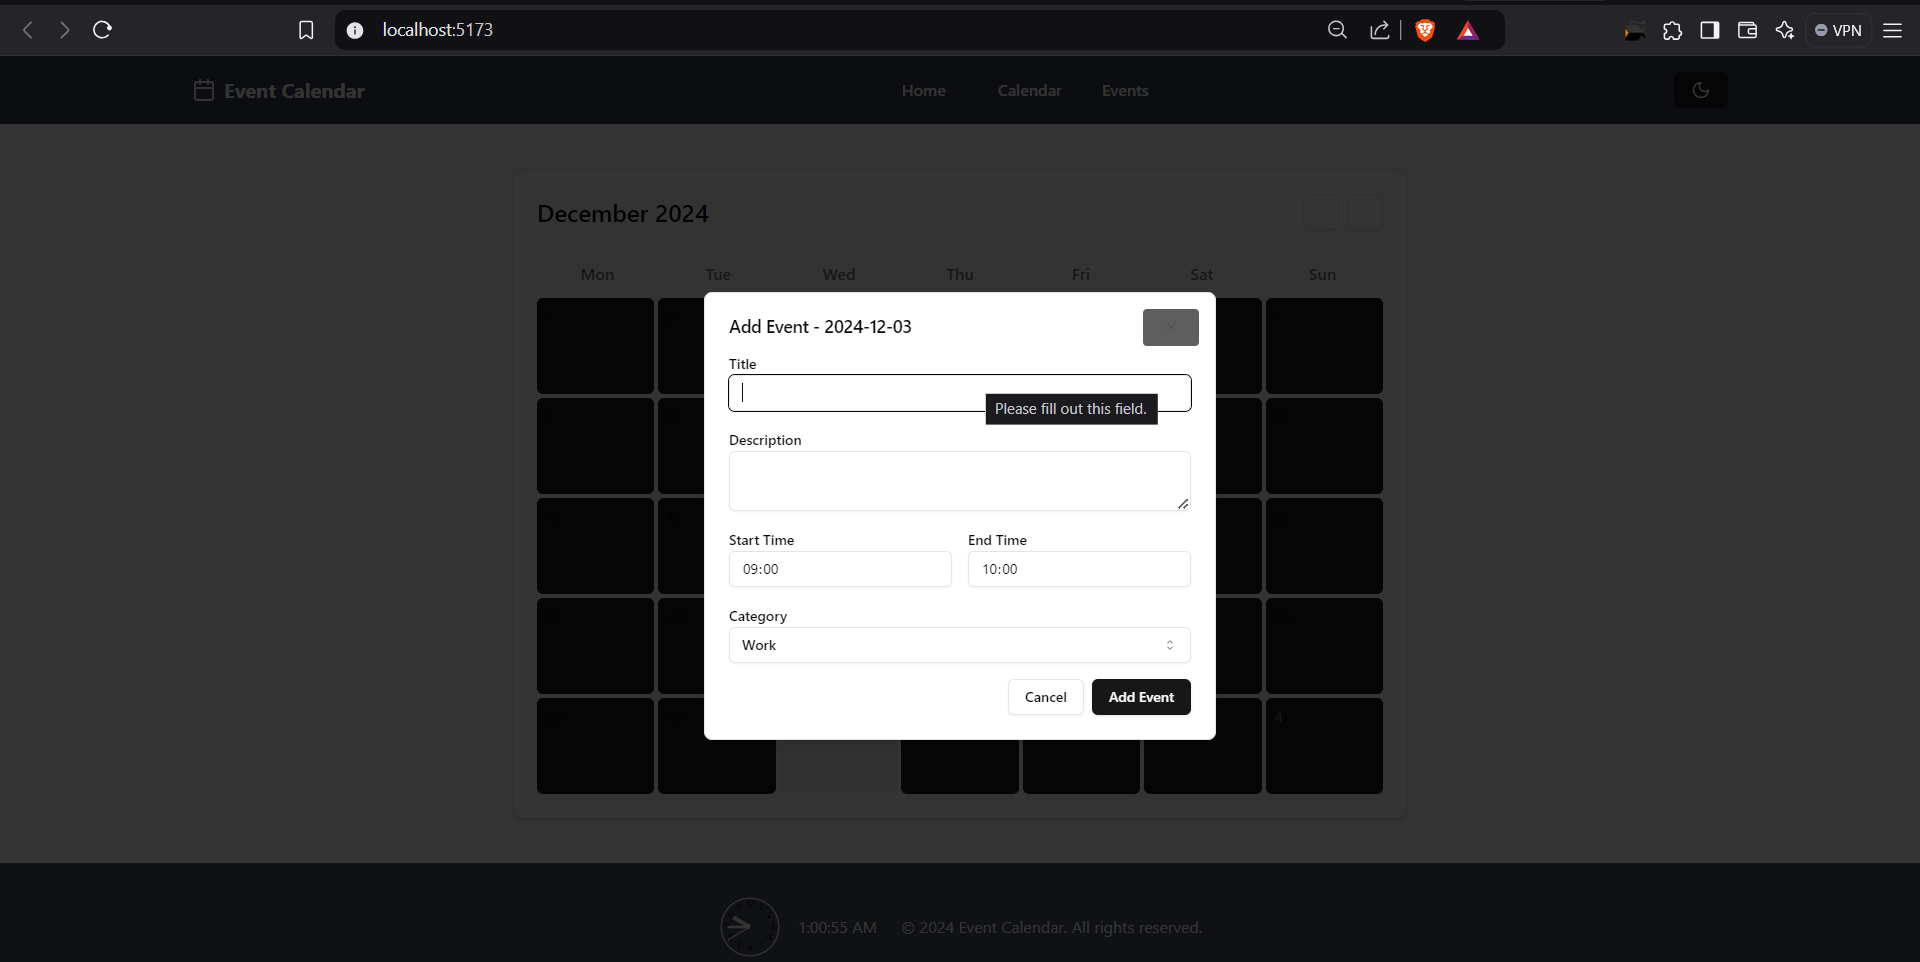 localhost:5173
VPN
Event Calendar
Home
Calendar
Events
December 2024
Mon
Tue
Wed
Thu
Fri
Sat
Sun
Add Event - 2024-12-03
Title
Please fill out this field.
Description
Start Time
End Time
09:00
10:00
Category
Work
Cancel
Add Event
4
1:00:55 AM
© 2024 Event Calendar. All rights reserved.